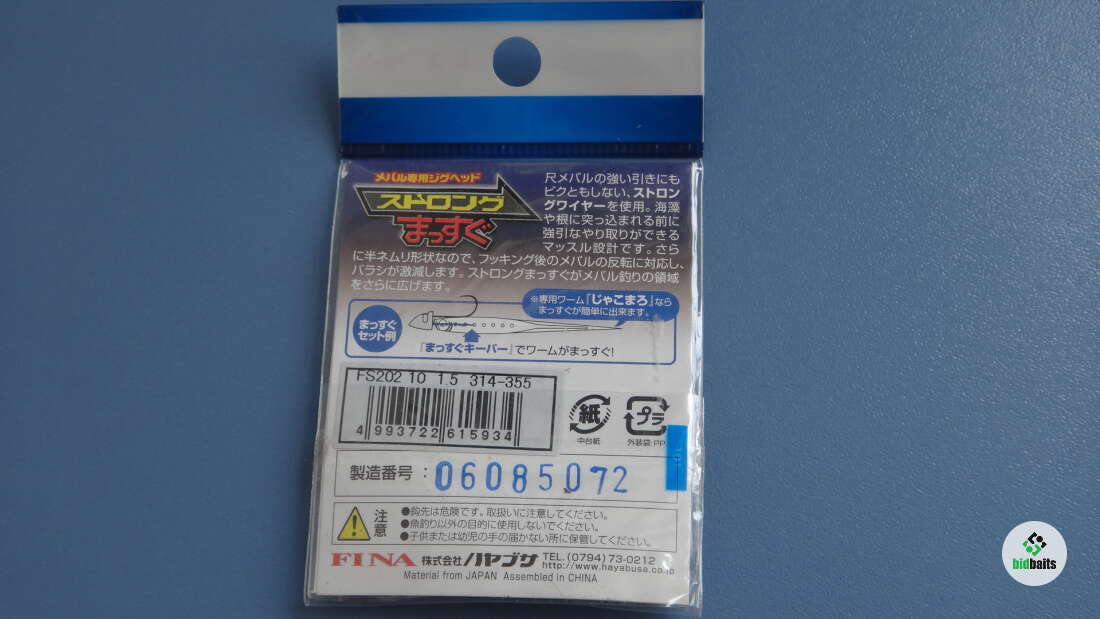 メバル専用ジグヘッド
ストロング
まっすぐ
尺メバルの強い引きにも
ビクともしない、ストロン
グワイヤーを使用。海藻
や根に突っ込まれる前に
強引なやり取りができる
マッスル設計です。さら
に半ネムリ形状なので、フッキング後のメバルの反転に対応し、
バラシが激減します。ストロングまっすぐがメバル釣りの領域
をさらに広げます。
まっすぐ
セット例
※専用ワーム『じゃこまろ』なら
まっすぐが簡単に出来ます。
『まっすぐキーパー』でワームがまっすぐ!
FS202 10 1.5 314-355
4 993722 615934
紙
中台紙
プラ
外装袋:PP
製造番号:06085072
注意
●鈎先は危険です。取扱いに注意してください。
●魚釣り以外の目的に使用しないでください。
●子供または幼児の手の届かない所に保管してください。
FINA 株式会社ハヤブサ TEL.(0794)73-0212
http://www.hayabusa.co.jp
Material from JAPAN Assembled in CHINA
bidbaits